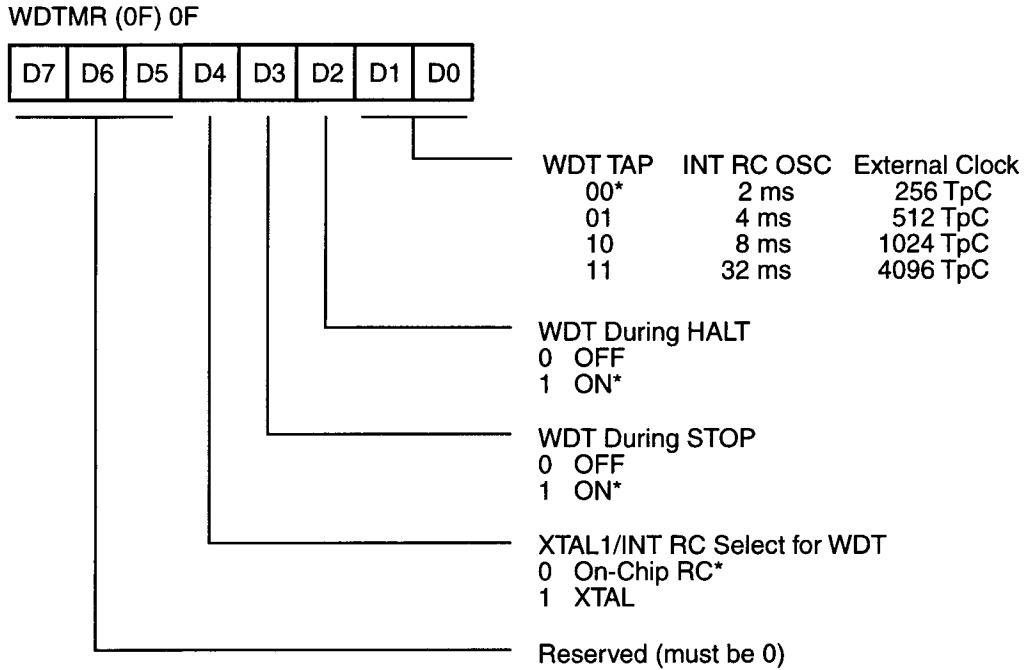 WDTMR (0F) 0F
D7 D6 D5 D4 D3 D2 D1 D0
WDT TAP INT RC OSC External Clock
00* 2 ms 256 TpC
01 4 ms 512 TpC
10 8 ms 1024 TpC
11 32 ms 4096 TpC
WDT During HALT
0 OFF
1 ON*
WDT During STOP
0 OFF
1 ON*
XTAL1/INT RC Select for WDT
0 On-Chip RC*
1 XTAL
Reserved (must be 0)